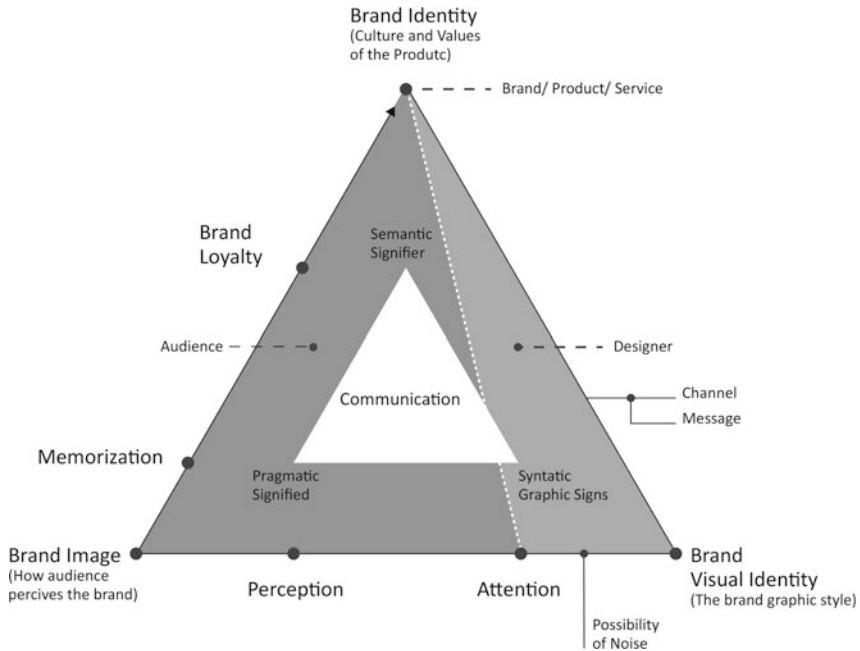 Brand Identity
(Culture and Values
of the Produtc)
Brand/ Product/ Service
Brand
Loyalty
Semantic
Signifier
Audience
Designer
Communication
Channel
Message
Memorization
Pragmatic
Signified
Syntatic
Graphic Signs
Brand Image
(How audience
percives the brand)
Perception
Attention
Brand
Visual Identity
(The brand graphic style)
Possibility
of Noise